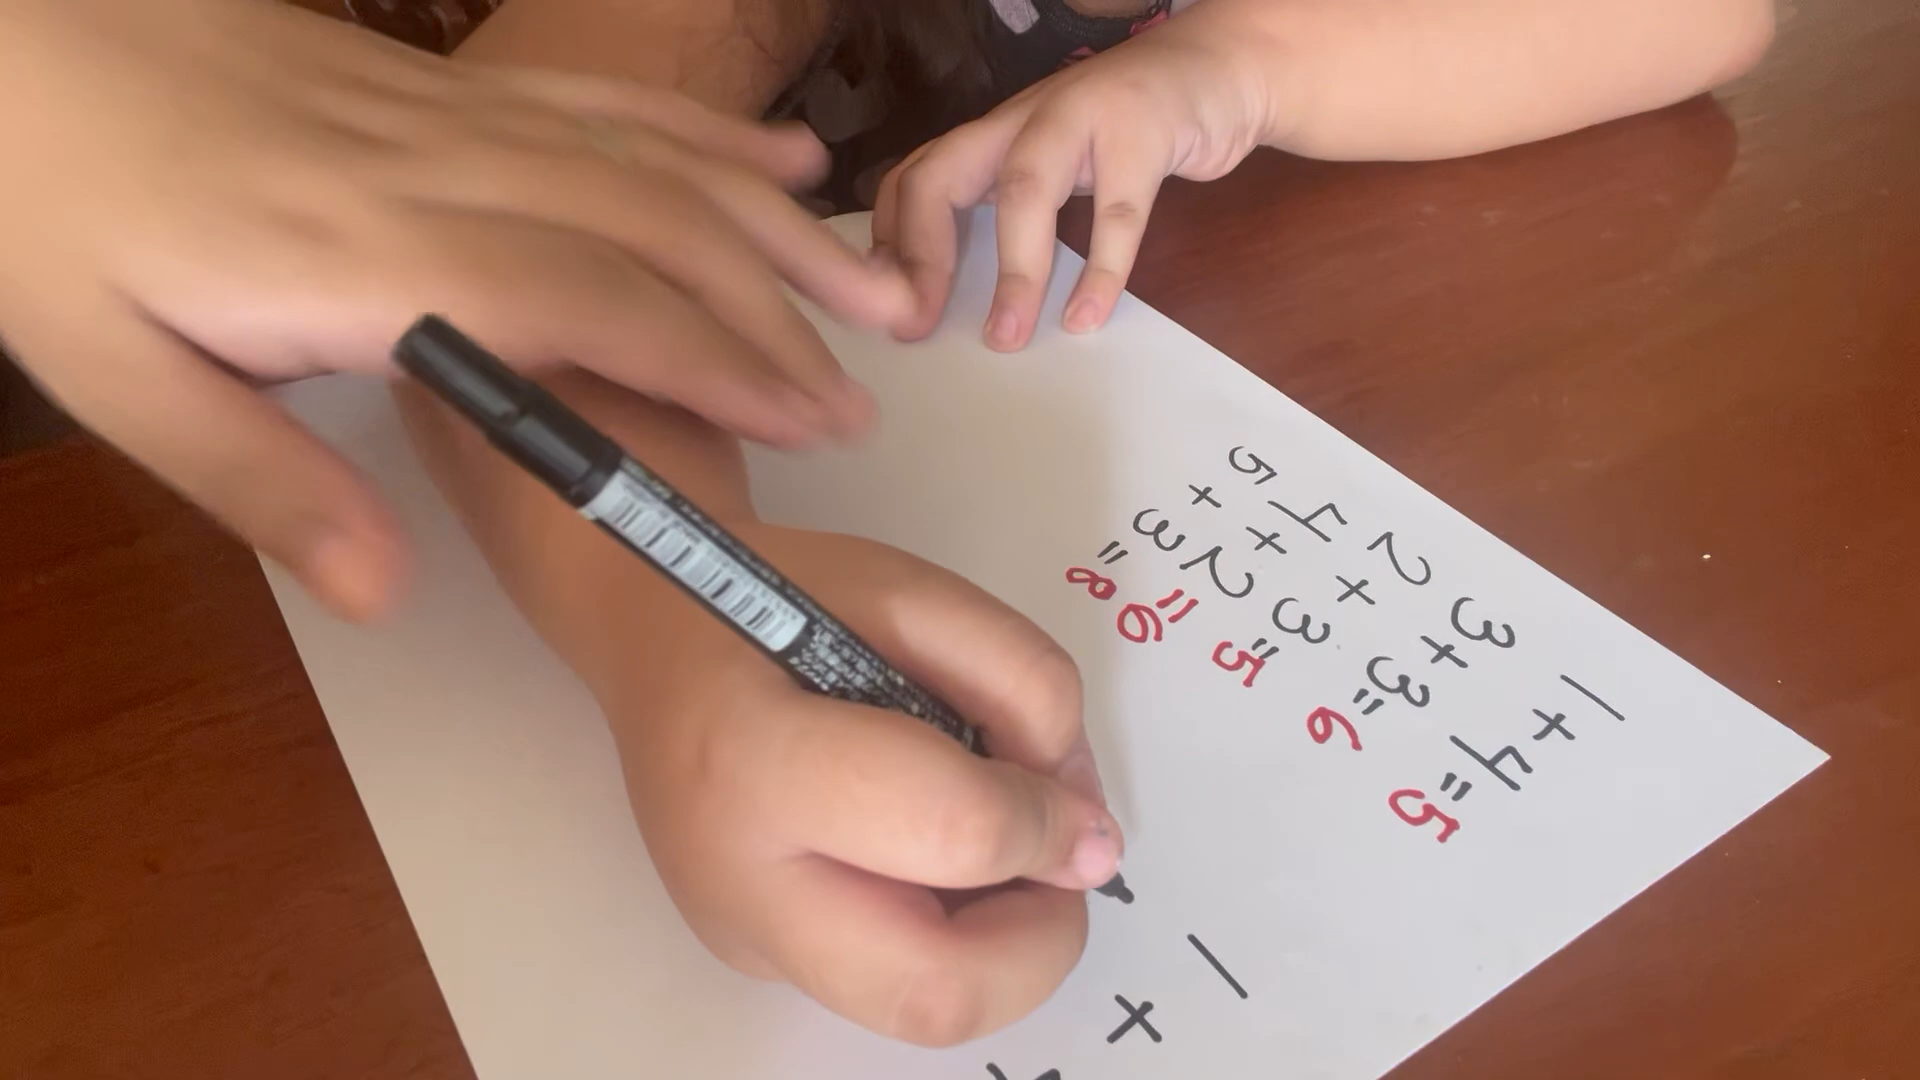 1 + 4 = 5
3 + 3 = 6
2 + 3 = 5
4 + 2 = 6
5 + 3 = 8
1 +